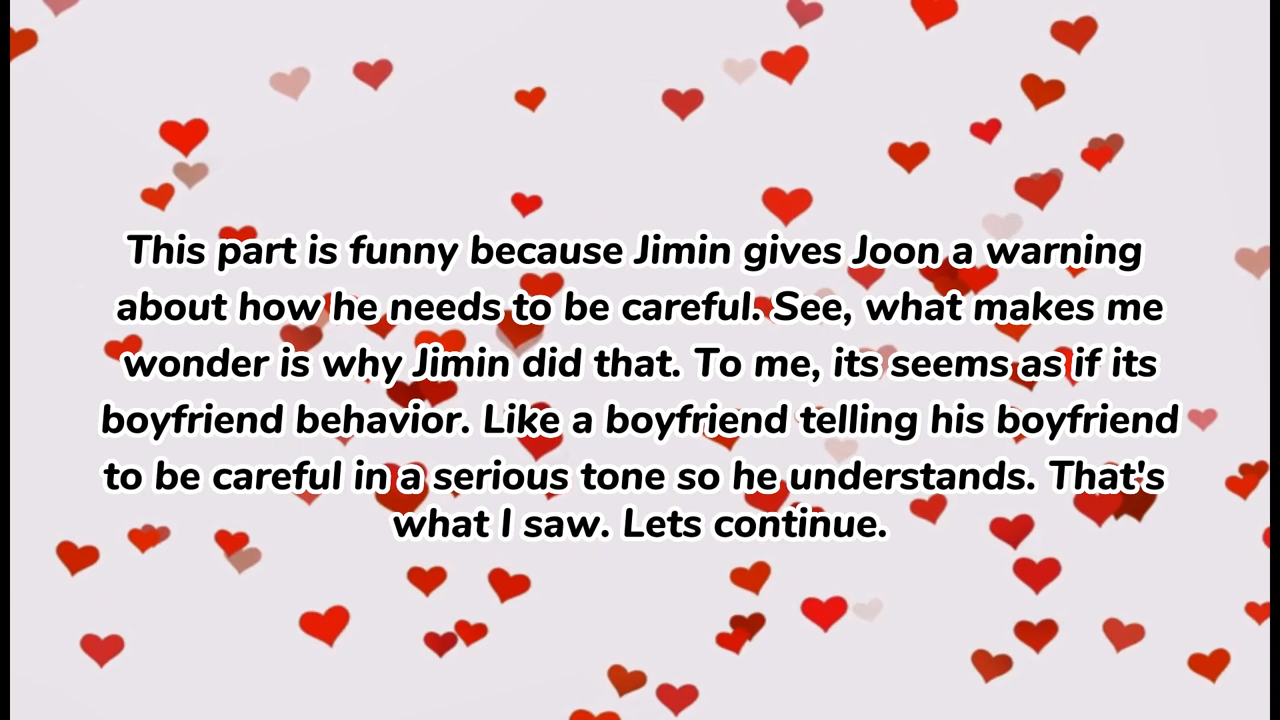 This part is funny because Jimin gives Joon a warning
about how he needs to be careful. See, what makes me
wonder is why Jimin did that. To me, its seems as if its
boyfriend behavior. Like a boyfriend telling his boyfriend
to be careful in a serious tone so he understands. That's
what I saw. Lets continue.